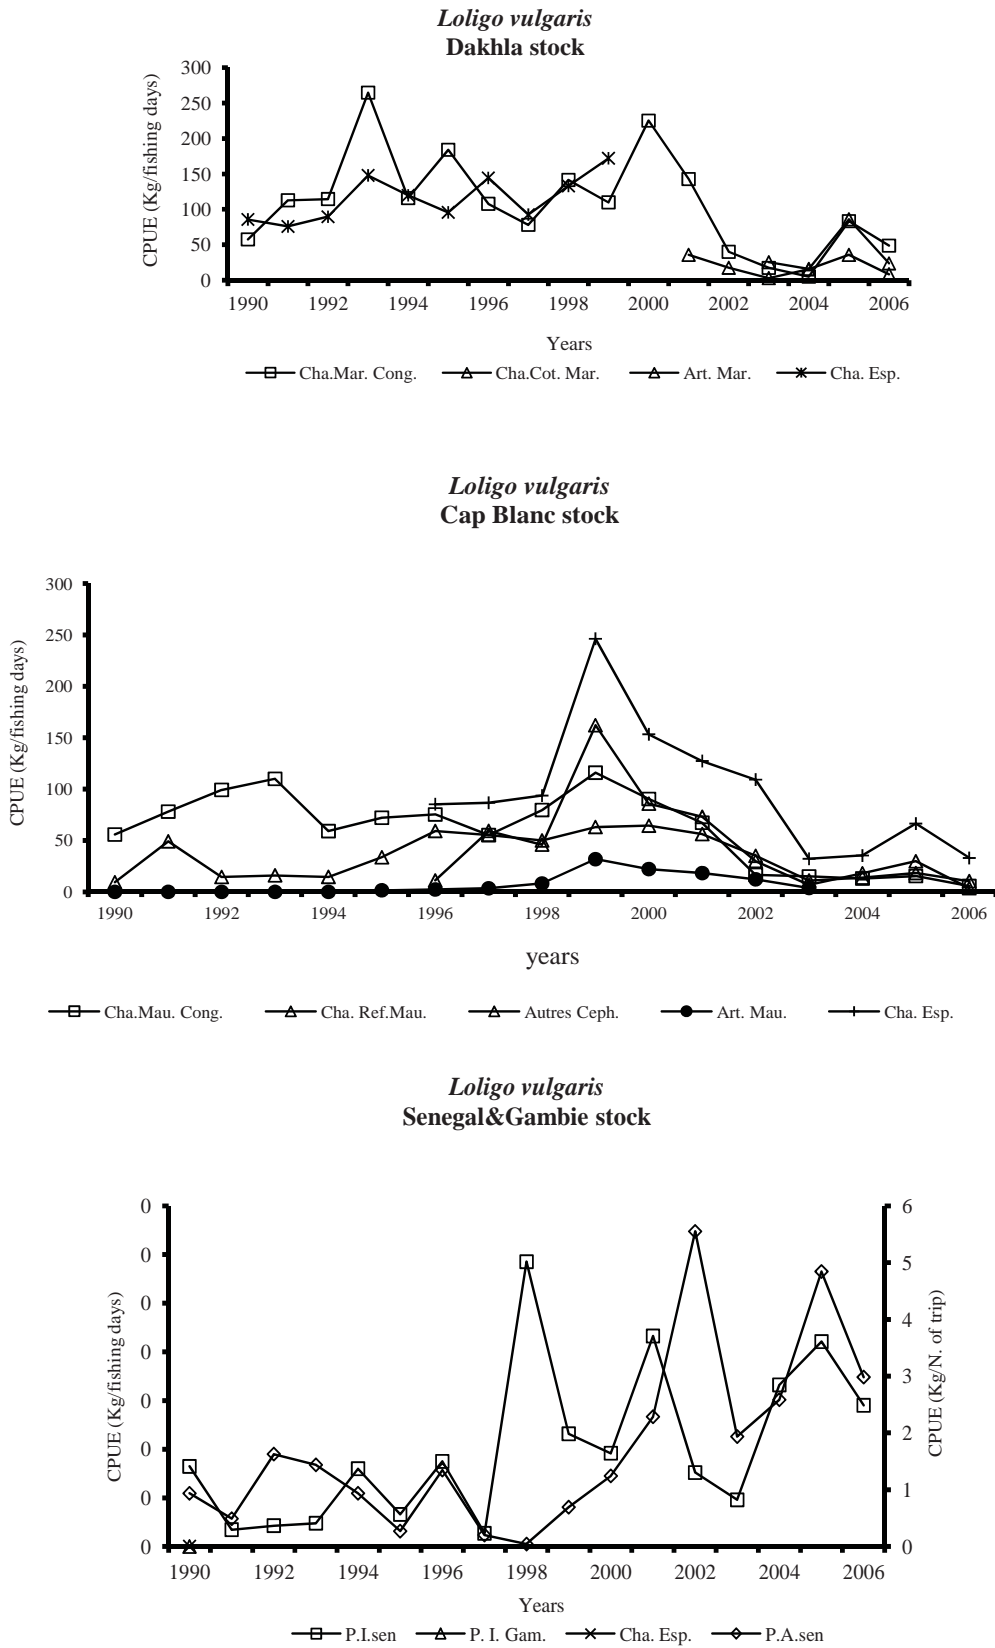 Loligo vulgaris
Dakhla stock
CPUE (Kg/fishing days)
300
250
200
150
100
50
0
1990 1992 1994 1996 1998 2000 2002 2004 2006
Years
Cha.Mar. Cong. Cha.Cot. Mar. Art. Mar. Cha. Esp.
Loligo vulgaris
Cap Blanc stock
CPUE (Kg/fishing days)
300
250
200
150
100
50
0
1990 1992 1994 1996 1998 2000 2002 2004 2006
years
Cha.Mau. Cong. Cha. Ref.Mau. Autres Ceph. Art. Mau. Cha. Esp.
Loligo vulgaris
Senegal&Gambie stock
CPUE (Kg/fishing days)
0
0
0
0
0
0
0
0
6
5
4
3
2
1
0
CPUE (Kg/N. of trip)
1990 1992 1994 1996 1998 2000 2002 2004 2006
Years
P.I.sen P. I. Gam. Cha. Esp. P.A.sen